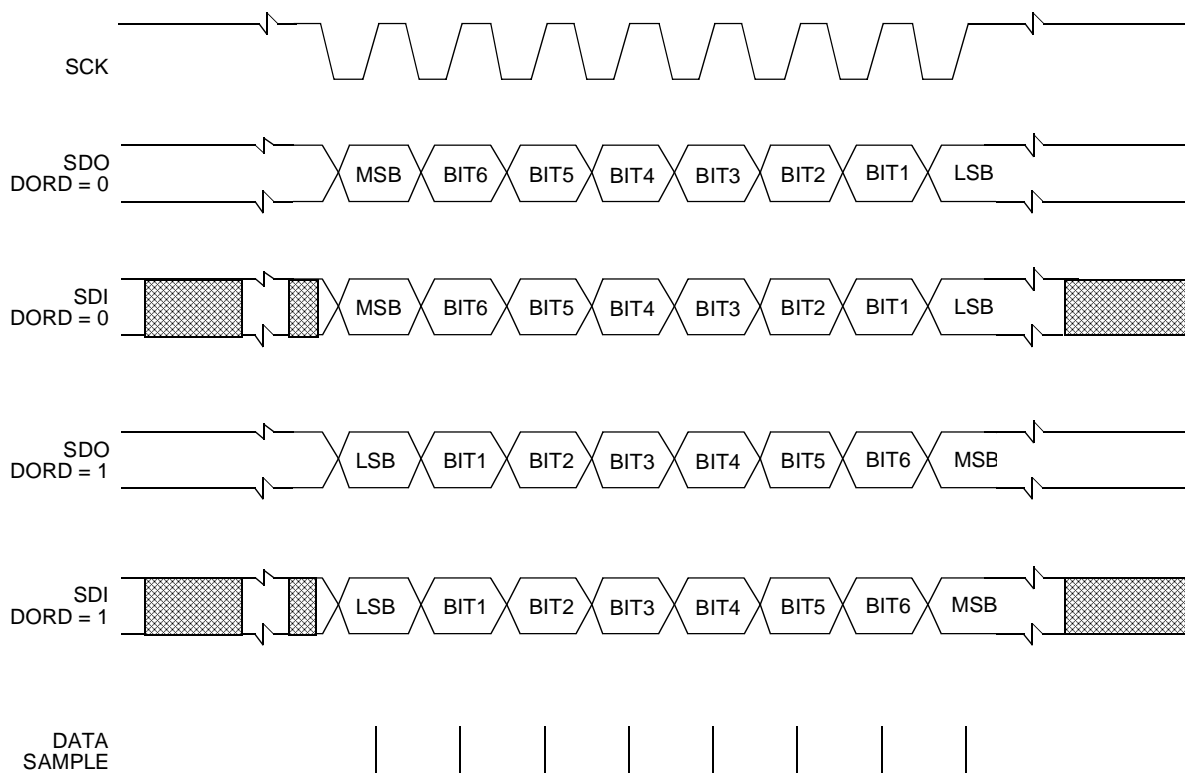 SCK
SDO
DORD = 0
MSB BIT6 BIT5 BIT4 BIT3 BIT2 BIT1 LSB
SDI
DORD = 0
MSB BIT6 BIT5 BIT4 BIT3 BIT2 BIT1 LSB
SDO
DORD = 1
LSB BIT1 BIT2 BIT3 BIT4 BIT5 BIT6 MSB
SDI
DORD = 1
LSB BIT1 BIT2 BIT3 BIT4 BIT5 BIT6 MSB
DATA
SAMPLE